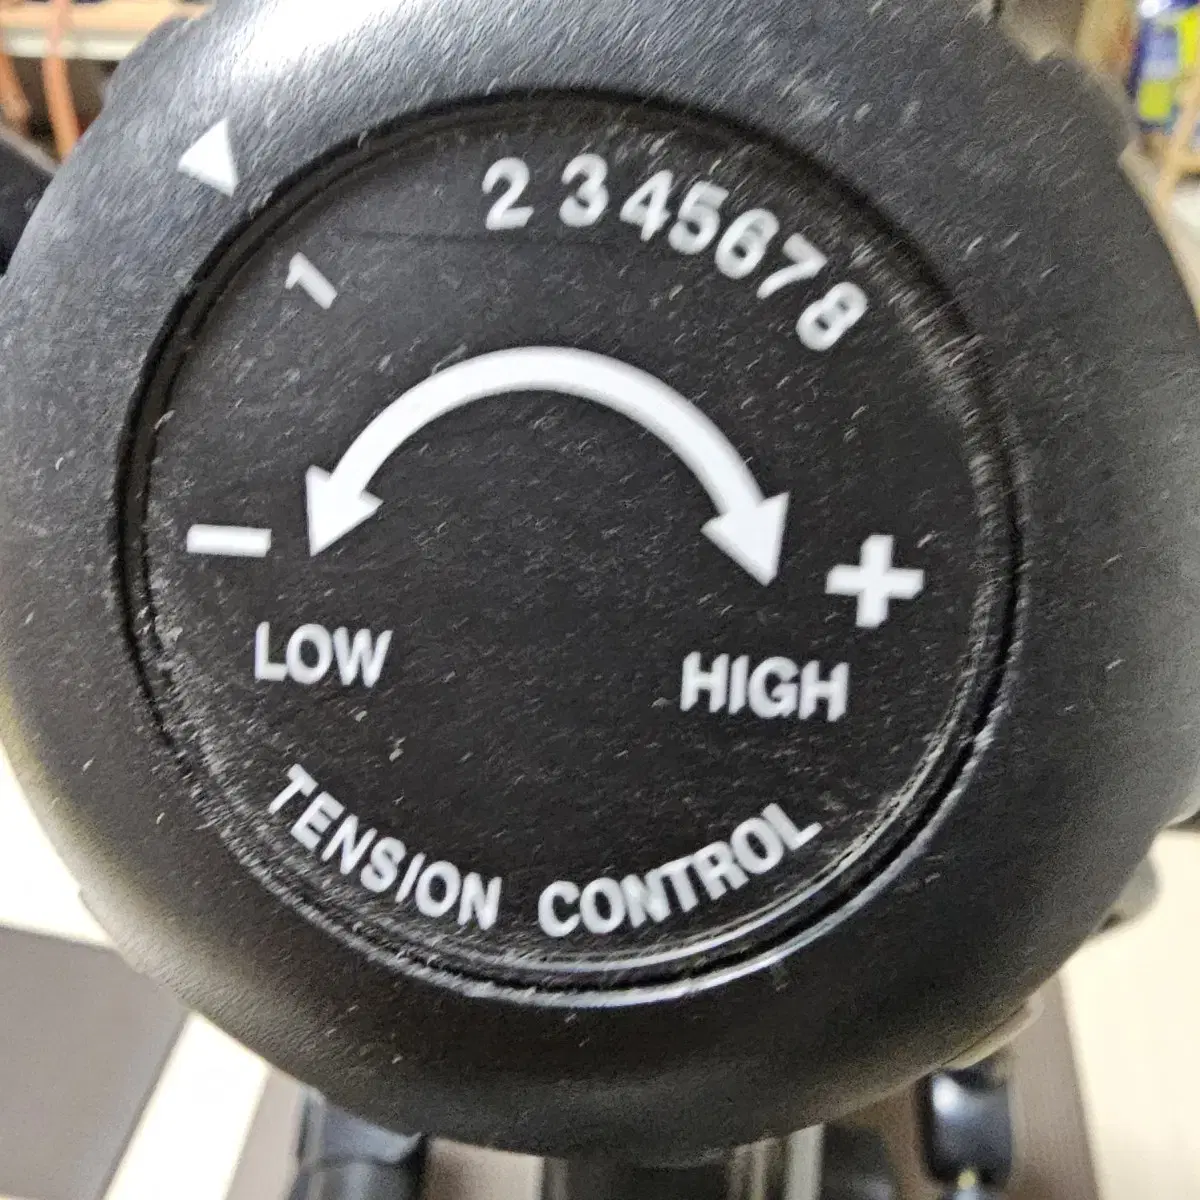 1 2 3 4 5 6 7 8
− +
LOW HIGH
TENSION CONTROL